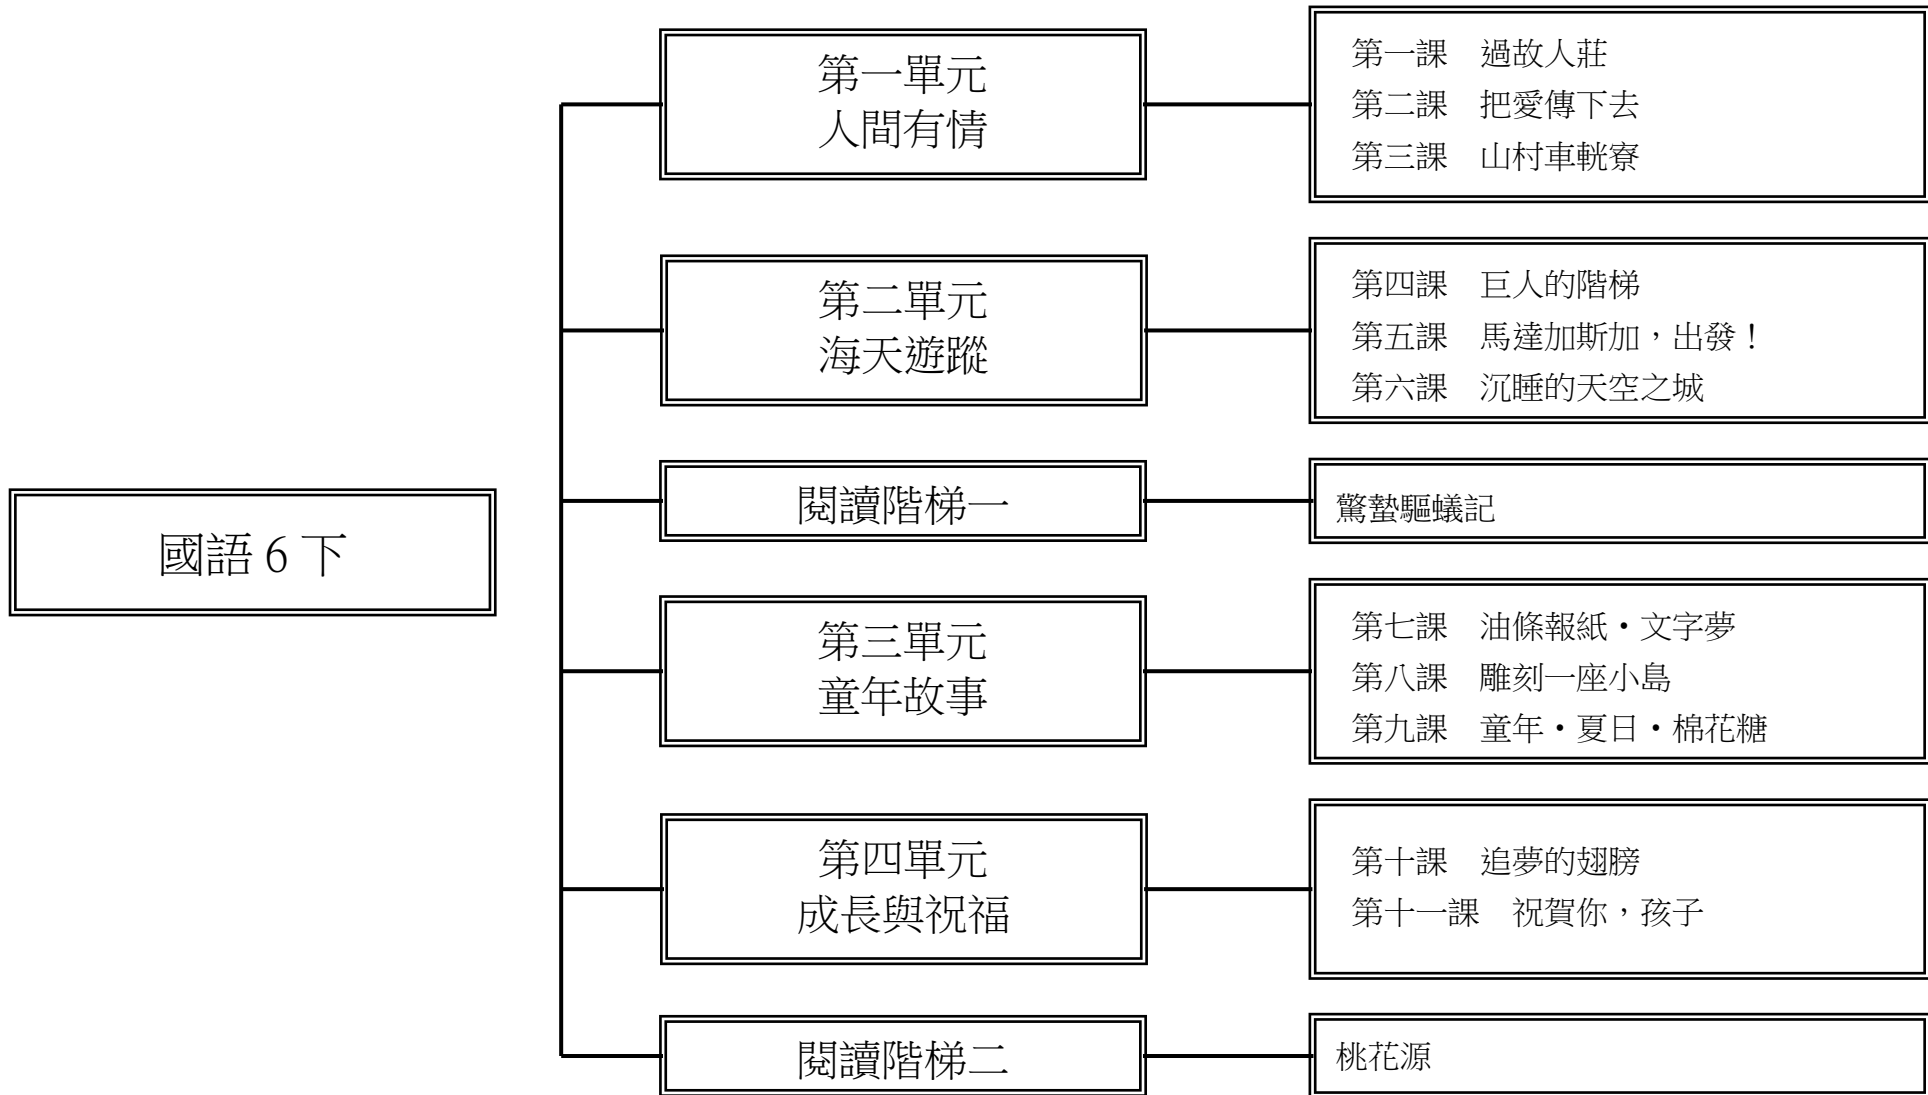 國語 6 下
第一單元
人間有情
第一課　過故人莊
第二課　把愛傳下去
第三課　山村車輄寮
第二單元
海天遊蹤
第四課　巨人的階梯
第五課　馬達加斯加，出發！
第六課　沉睡的天空之城
閱讀階梯一
驚蟄驅蟻記
第三單元
童年故事
第七課　油條報紙‧文字夢
第八課　雕刻一座小島
第九課　童年‧夏日‧棉花糖
第四單元
成長與祝福
第十課　追夢的翅膀
第十一課　祝賀你，孩子
閱讀階梯二
桃花源